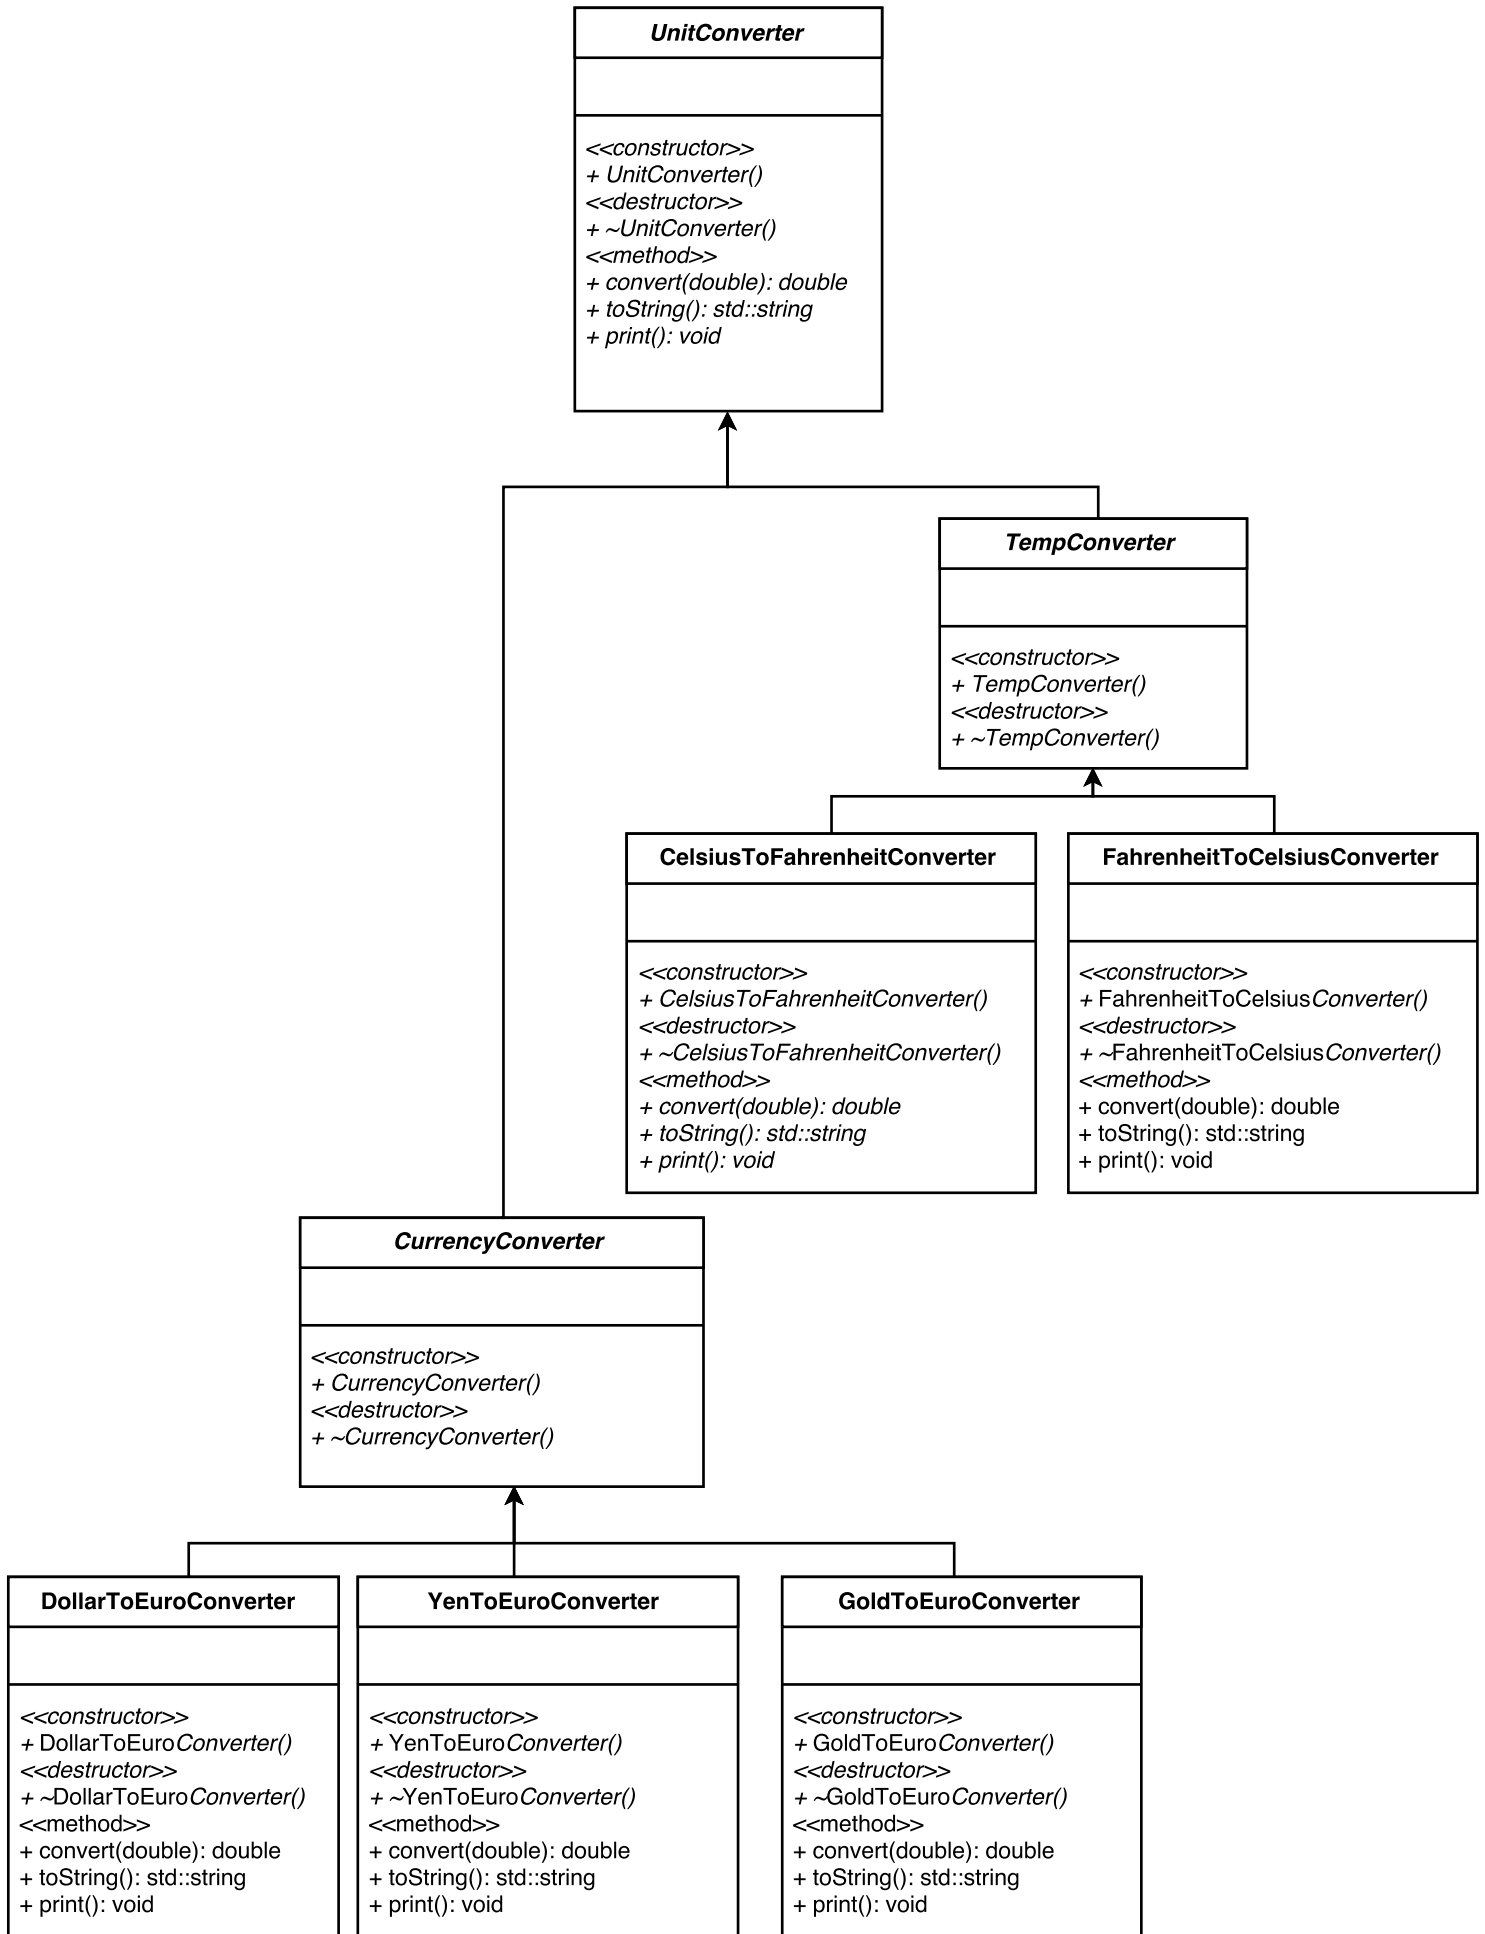 UnitConverter
<<constructor>>
+ UnitConverter()
<<destructor>>
+ ~UnitConverter()
<<method>>
+ convert(double): double
+ toString(): std::string
+ print(): void
TempConverter
<<constructor>>
+ TempConverter()
<<destructor>>
+ ~TempConverter()
CelsiusToFahrenheitConverter
<<constructor>>
+ CelsiusToFahrenheitConverter()
<<destructor>>
+ ~CelsiusToFahrenheitConverter()
<<method>>
+ convert(double): double
+ toString(): std::string
+ print(): void
FahrenheitToCelsiusConverter
<<constructor>>
+ FahrenheitToCelsiusConverter()
<<destructor>>
+ ~FahrenheitToCelsiusConverter()
<<method>>
+ convert(double): double
+ toString(): std::string
+ print(): void
CurrencyConverter
<<constructor>>
+ CurrencyConverter()
<<destructor>>
+ ~CurrencyConverter()
DollarToEuroConverter
<<constructor>>
+ DollarToEuroConverter()
<<destructor>>
+ ~DollarToEuroConverter()
<<method>>
+ convert(double): double
+ toString(): std::string
+ print(): void
YenToEuroConverter
<<constructor>>
+ YenToEuroConverter()
<<destructor>>
+ ~YenToEuroConverter()
<<method>>
+ convert(double): double
+ toString(): std::string
+ print(): void
GoldToEuroConverter
<<constructor>>
+ GoldToEuroConverter()
<<destructor>>
+ ~GoldToEuroConverter()
<<method>>
+ convert(double): double
+ toString(): std::string
+ print(): void